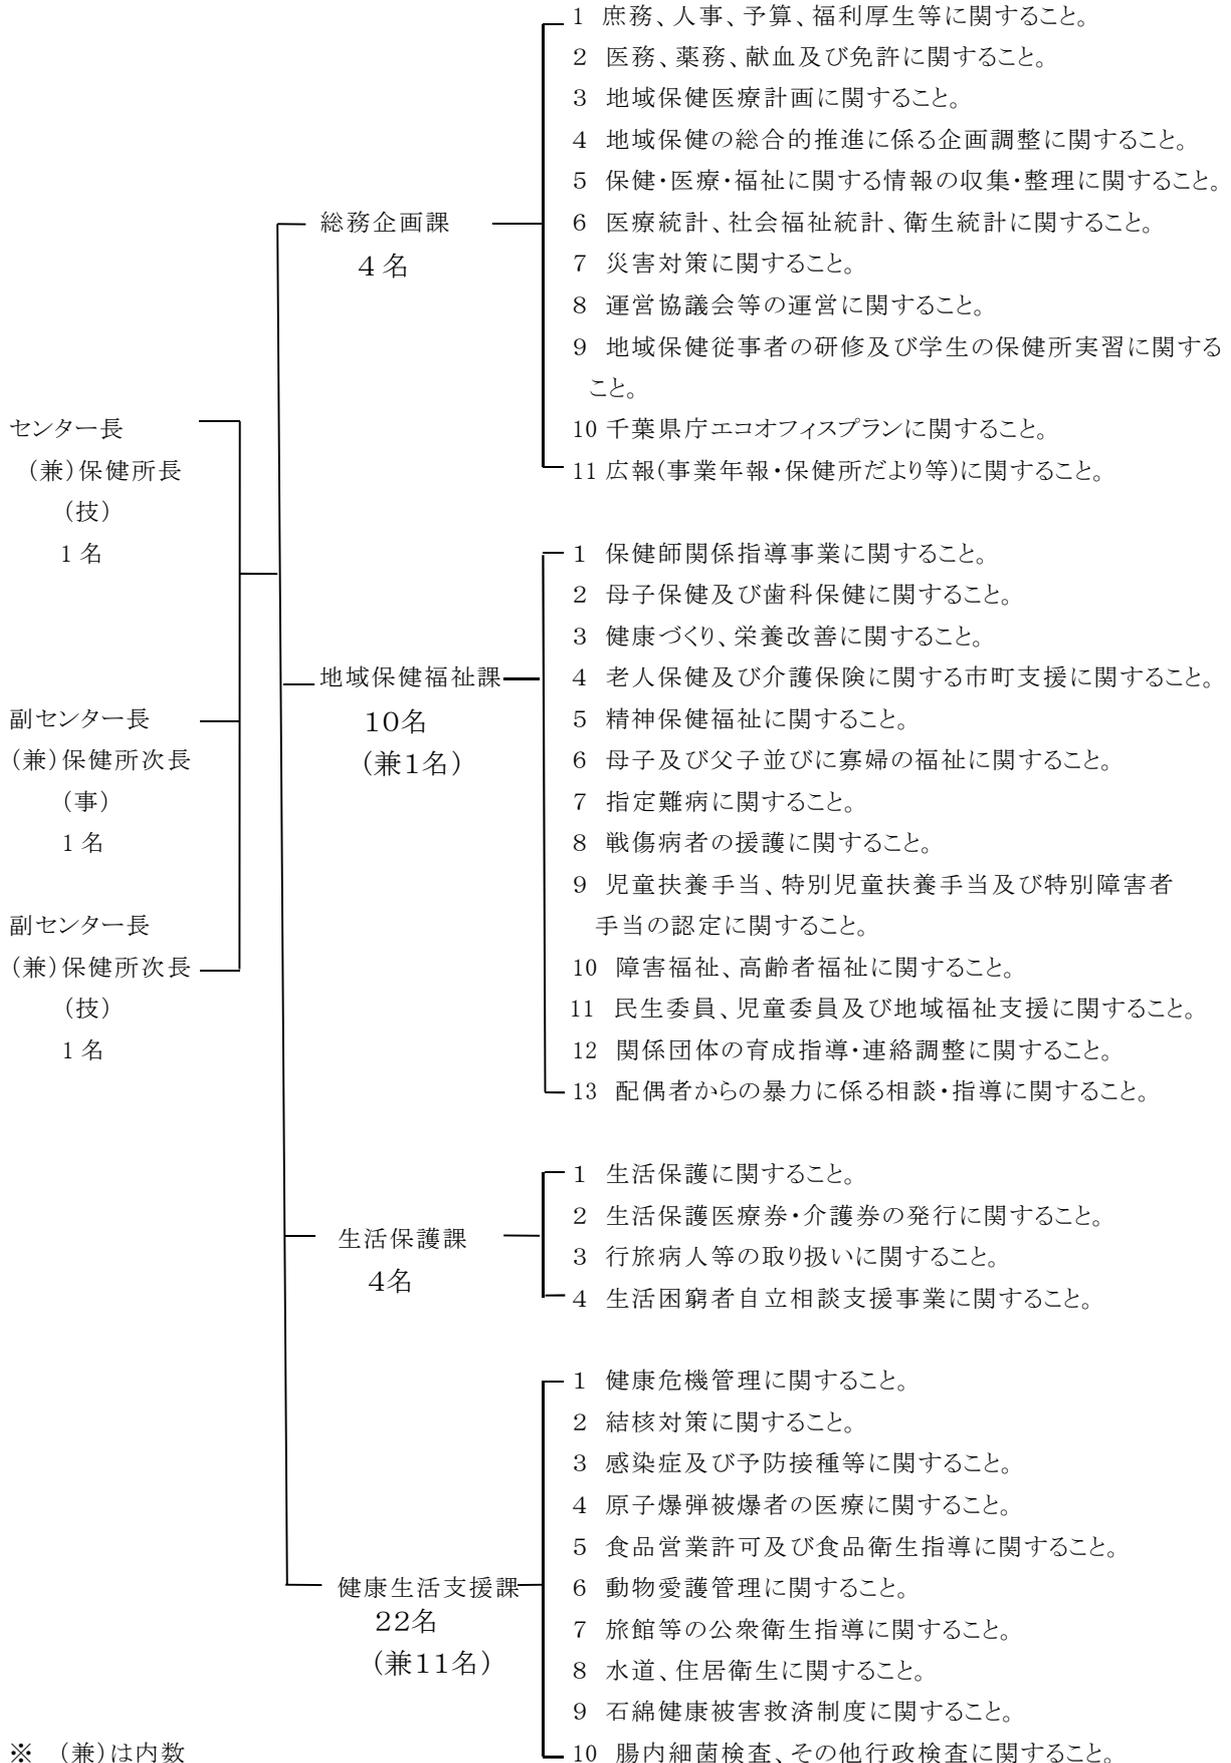 センター長
(兼)保健所長
(技)
1名
副センター長
(兼)保健所次長
(事)
1名
副センター長
(兼)保健所次長
(技)
1名
総務企画課
4名
1 庶務、人事、予算、福利厚生等に関すること。
2 医務、薬務、献血及び免許に関すること。
3 地域保健医療計画に関すること。
4 地域保健の総合的推進に係る企画調整に関すること。
5 保健・医療・福祉に関する情報の収集・整理に関すること。
6 医療統計、社会福祉統計、衛生統計に関すること。
7 災害対策に関すること。
8 運営協議会等の運営に関すること。
9 地域保健従事者の研修及び学生の保健所実習に関する
こと。
10 千葉県庁エコオフィスプランに関すること。
11 広報(事業年報・保健所だより等)に関すること。
地域保健福祉課
10名
(兼1名)
1 保健師関係指導事業に関すること。
2 母子保健及び歯科保健に関すること。
3 健康づくり、栄養改善に関すること。
4 老人保健及び介護保険に関する市町支援に関すること。
5 精神保健福祉に関すること。
6 母子及び父子並びに寡婦の福祉に関すること。
7 指定難病に関すること。
8 戦傷病者の援護に関すること。
9 児童扶養手当、特別児童扶養手当及び特別障害者
手当の認定に関すること。
10 障害福祉、高齢者福祉に関すること。
11 民生委員、児童委員及び地域福祉支援に関すること。
12 関係団体の育成指導・連絡調整に関すること。
13 配偶者からの暴力に係る相談・指導に関すること。
生活保護課
4名
1 生活保護に関すること。
2 生活保護医療券・介護券の発行に関すること。
3 行旅病人等の取り扱いに関すること。
4 生活困窮者自立相談支援事業に関すること。
健康生活支援課
22名
(兼11名)
1 健康危機管理に関すること。
2 結核対策に関すること。
3 感染症及び予防接種等に関すること。
4 原子爆弾被爆者の医療に関すること。
5 食品営業許可及び食品衛生指導に関すること。
6 動物愛護管理に関すること。
7 旅館等の公衆衛生指導に関すること。
8 水道、住居衛生に関すること。
9 石綿健康被害救済制度に関すること。
10 腸内細菌検査、その他行政検査に関すること。
※ (兼)は内数